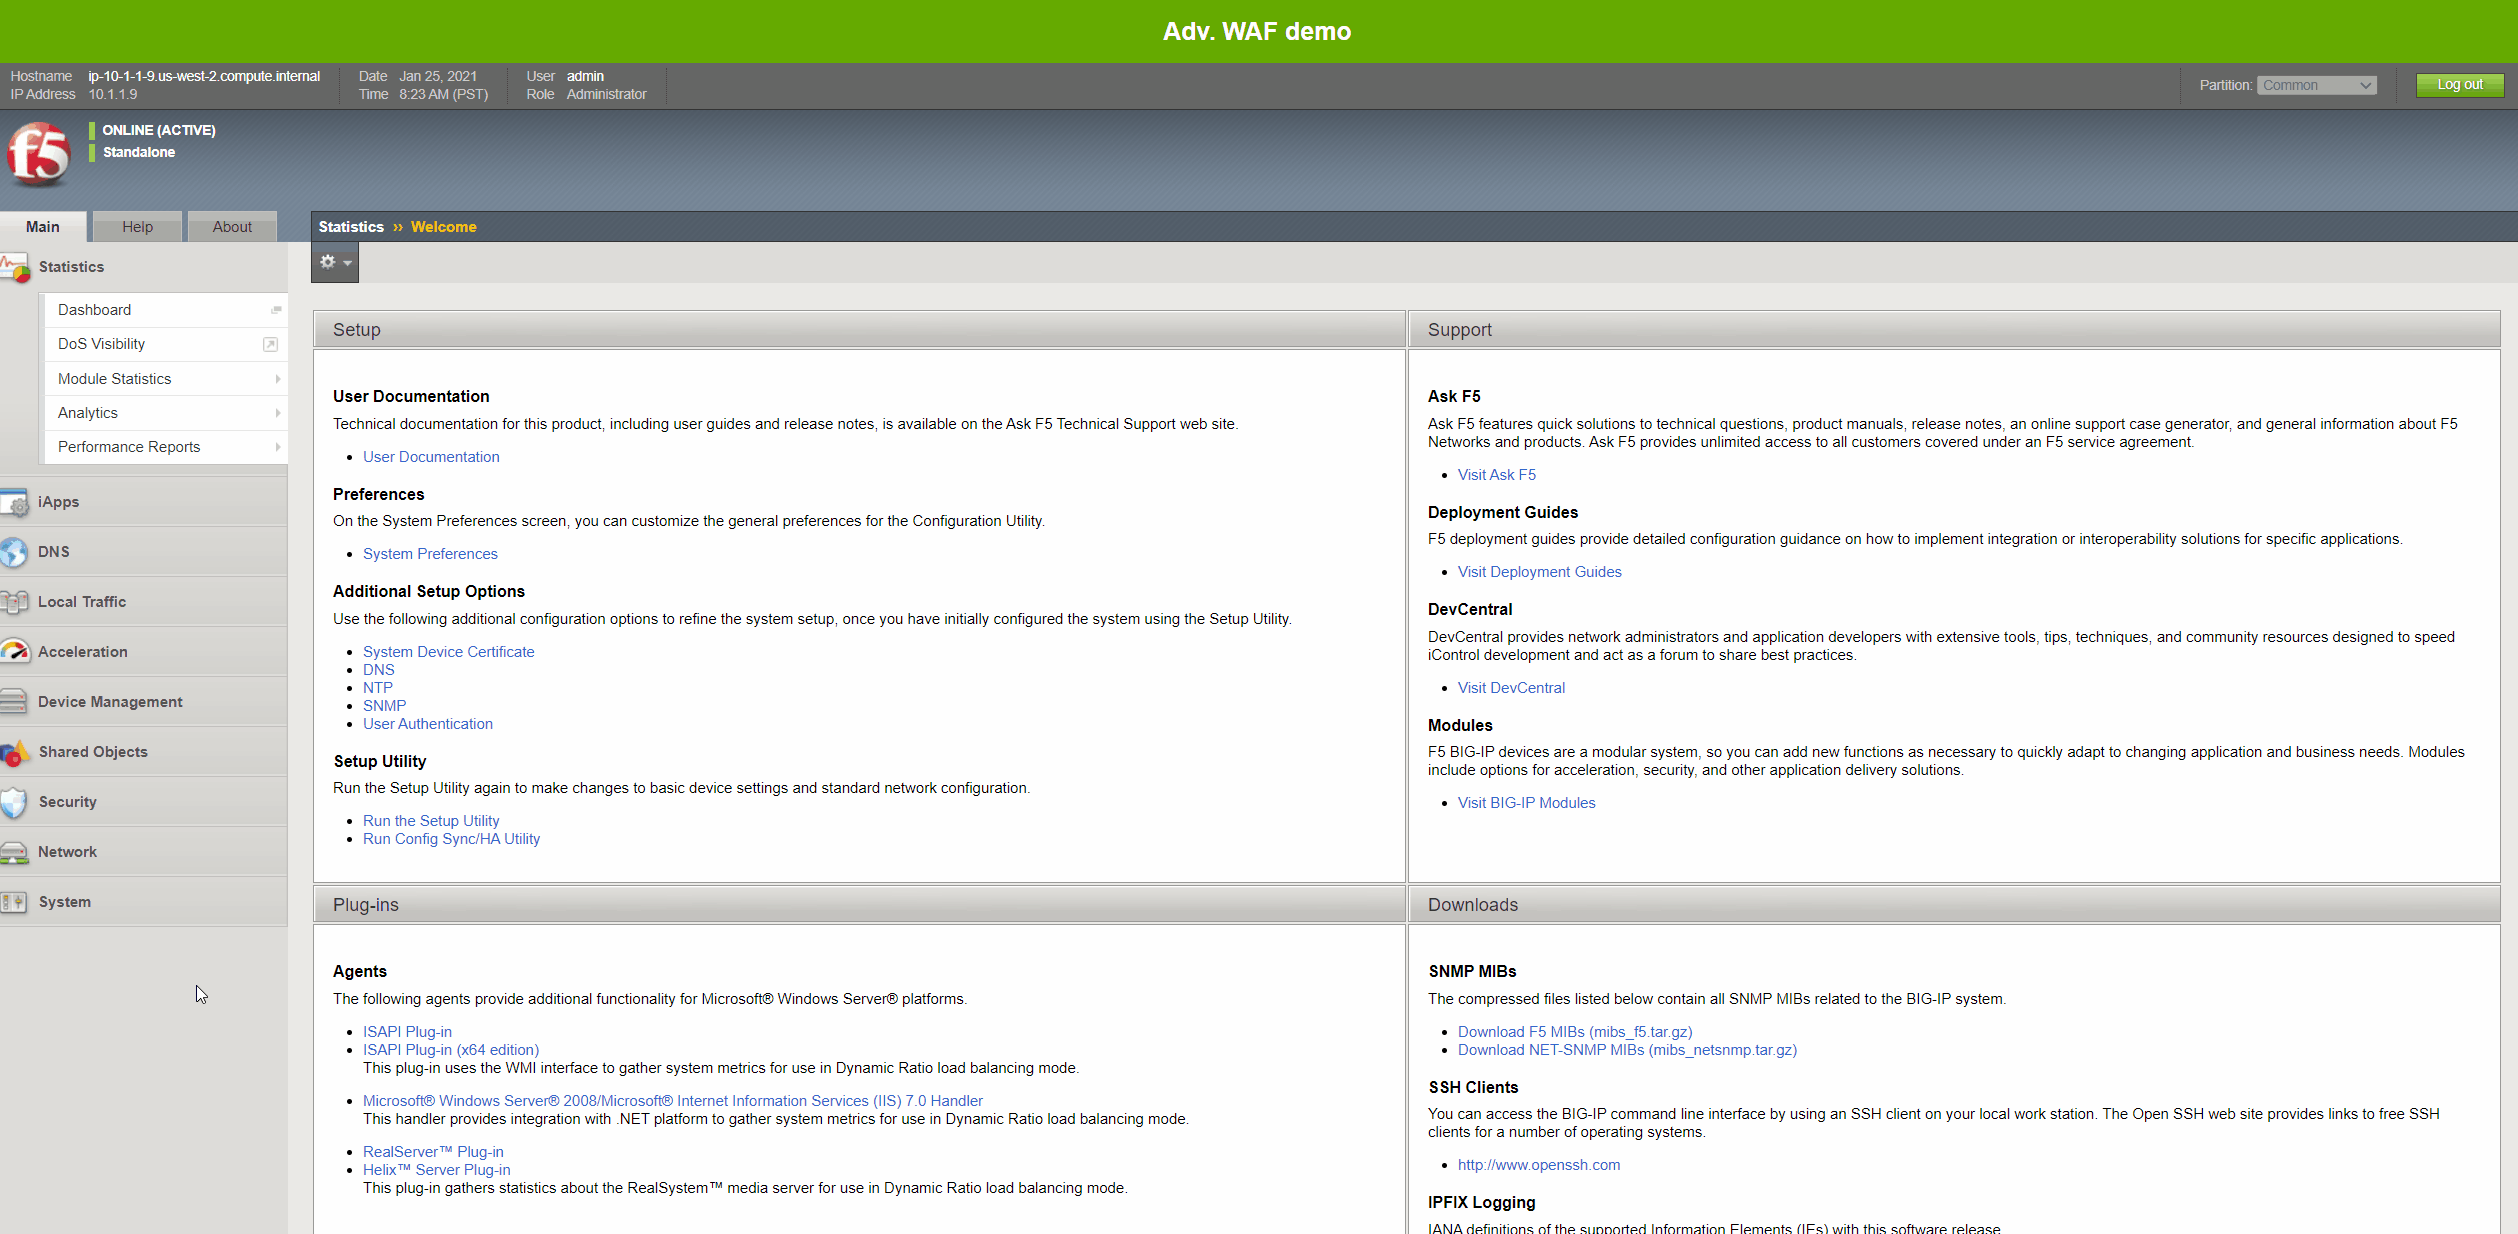 Adv. WAF demo
Hostname ip-10-1-1-9.us-west-2.compute.internal
IP Address 10.1.1.9
Date Jan 25, 2021
Time 8:23 AM (PST)
User admin
Role Administrator
Partition: Common
Log out
f5
ONLINE (ACTIVE)
Standalone
Main
Help
About
Statistics ›› Welcome
Statistics
Dashboard
DoS Visibility
Module Statistics
Analytics
Performance Reports
iApps
DNS
Local Traffic
Acceleration
Device Management
Shared Objects
Security
Network
System
Setup
User Documentation
Technical documentation for this product, including user guides and release notes, is available on the Ask F5 Technical Support web site.
• User Documentation
Preferences
On the System Preferences screen, you can customize the general preferences for the Configuration Utility.
• System Preferences
Additional Setup Options
Use the following additional configuration options to refine the system setup, once you have initially configured the system using the Setup Utility.
• System Device Certificate
• DNS
• NTP
• SNMP
• User Authentication
Setup Utility
Run the Setup Utility again to make changes to basic device settings and standard network configuration.
• Run the Setup Utility
• Run Config Sync/HA Utility
Support
Ask F5
Ask F5 features quick solutions to technical questions, product manuals, release notes, an online support case generator, and general information about F5
Networks and products. Ask F5 provides unlimited access to all customers covered under an F5 service agreement.
• Visit Ask F5
Deployment Guides
F5 deployment guides provide detailed configuration guidance on how to implement integration or interoperability solutions for specific applications.
• Visit Deployment Guides
DevCentral
DevCentral provides network administrators and application developers with extensive tools, tips, techniques, and community resources designed to speed
iControl development and act as a forum to share best practices.
• Visit DevCentral
Modules
F5 BIG-IP devices are a modular system, so you can add new functions as necessary to quickly adapt to changing application and business needs. Modules
include options for acceleration, security, and other application delivery solutions.
• Visit BIG-IP Modules
Plug-ins
Agents
The following agents provide additional functionality for Microsoft® Windows Server® platforms.
• ISAPI Plug-in
• ISAPI Plug-in (x64 edition)
This plug-in uses the WMI interface to gather system metrics for use in Dynamic Ratio load balancing mode.
• Microsoft® Windows Server® 2008/Microsoft® Internet Information Services (IIS) 7.0 Handler
This handler provides integration with .NET platform to gather system metrics for use in Dynamic Ratio load balancing mode.
• RealServer™ Plug-in
• Helix™ Server Plug-in
This plug-in gathers statistics about the RealSystem™ media server for use in Dynamic Ratio load balancing mode.
Downloads
SNMP MIBs
The compressed files listed below contain all SNMP MIBs related to the BIG-IP system.
• Download F5 MIBs (mibs_f5.tar.gz)
• Download NET-SNMP MIBs (mibs_netsnmp.tar.gz)
SSH Clients
You can access the BIG-IP command line interface by using an SSH client on your local work station. The Open SSH web site provides links to free SSH
clients for a number of operating systems.
• http://www.openssh.com
IPFIX Logging
IANA definitions of the supported Information Elements (IEs) with this software release